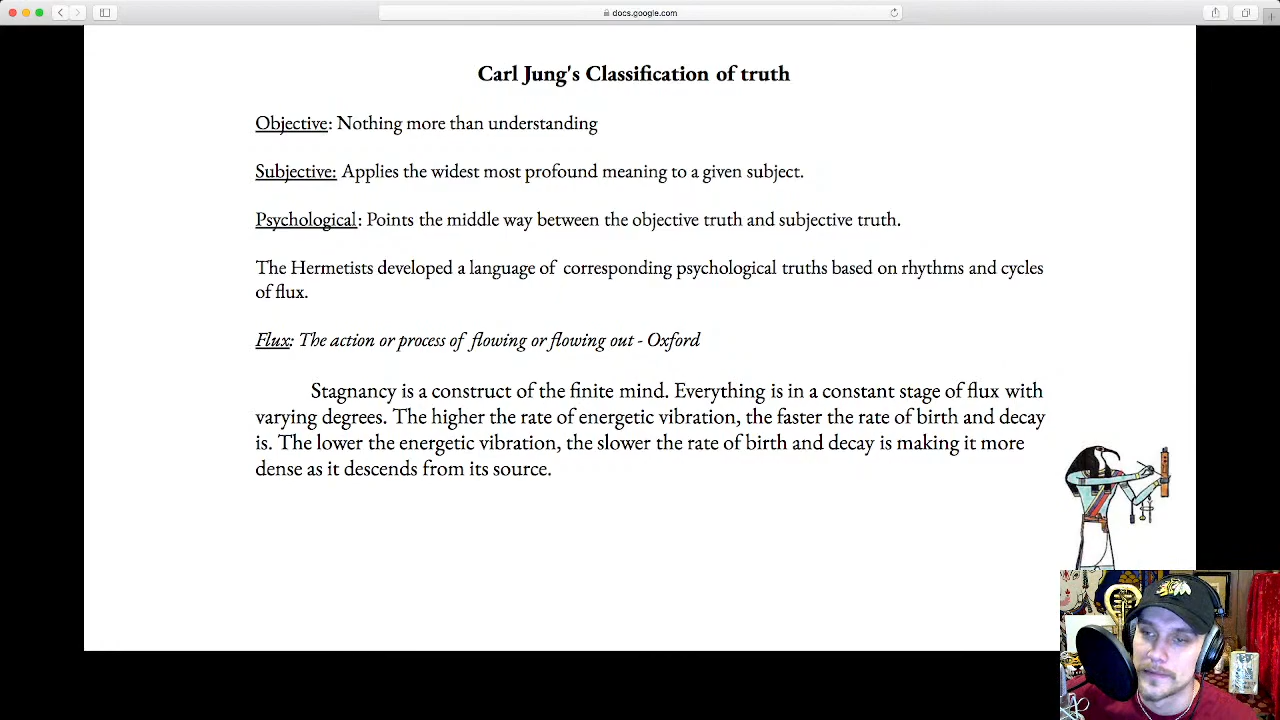 docs.google.com
Carl Jung's Classification of truth
Objective: Nothing more than understanding
Subjective: Applies the widest most profound meaning to a given subject.
Psychological: Points the middle way between the objective truth and subjective truth.
The Hermetists developed a language of corresponding psychological truths based on rhythms and cycles
of flux.
Flux: The action or process of flowing or flowing out - Oxford
Stagnancy is a construct of the finite mind. Everything is in a constant stage of flux with
varying degrees. The higher the rate of energetic vibration, the faster the rate of birth and decay
is. The lower the energetic vibration, the slower the rate of birth and decay is making it more
dense as it descends from its source.